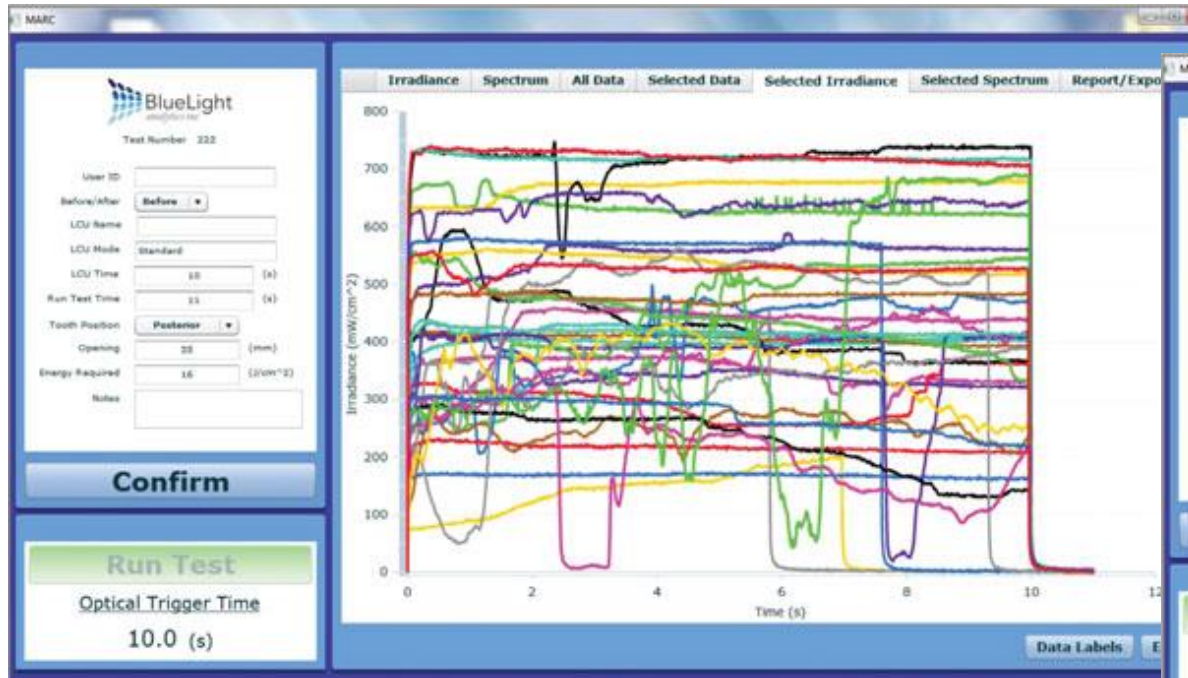 MARC
BlueLight
analytics inc
Test Number 222
User ID
Before/After Before
LCU Name
LCU Mode Standard
LCU Time 10 (s)
Run Test Time 11 (s)
Tooth Position Posterior
Opening (mm)
Energy Required 16 (J/cm^2)
Notes
Confirm
Run Test
Optical Trigger Time
10.0 (s)
Irradiance Spectrum All Data Selected Data Selected Irradiance Selected Spectrum Report/Expo
800
700
600
500
400
300
200
100
0
Irradiance (mW/cm^2)
0 2 4 6 8 10 12
Time (s)
Data Labels E
M